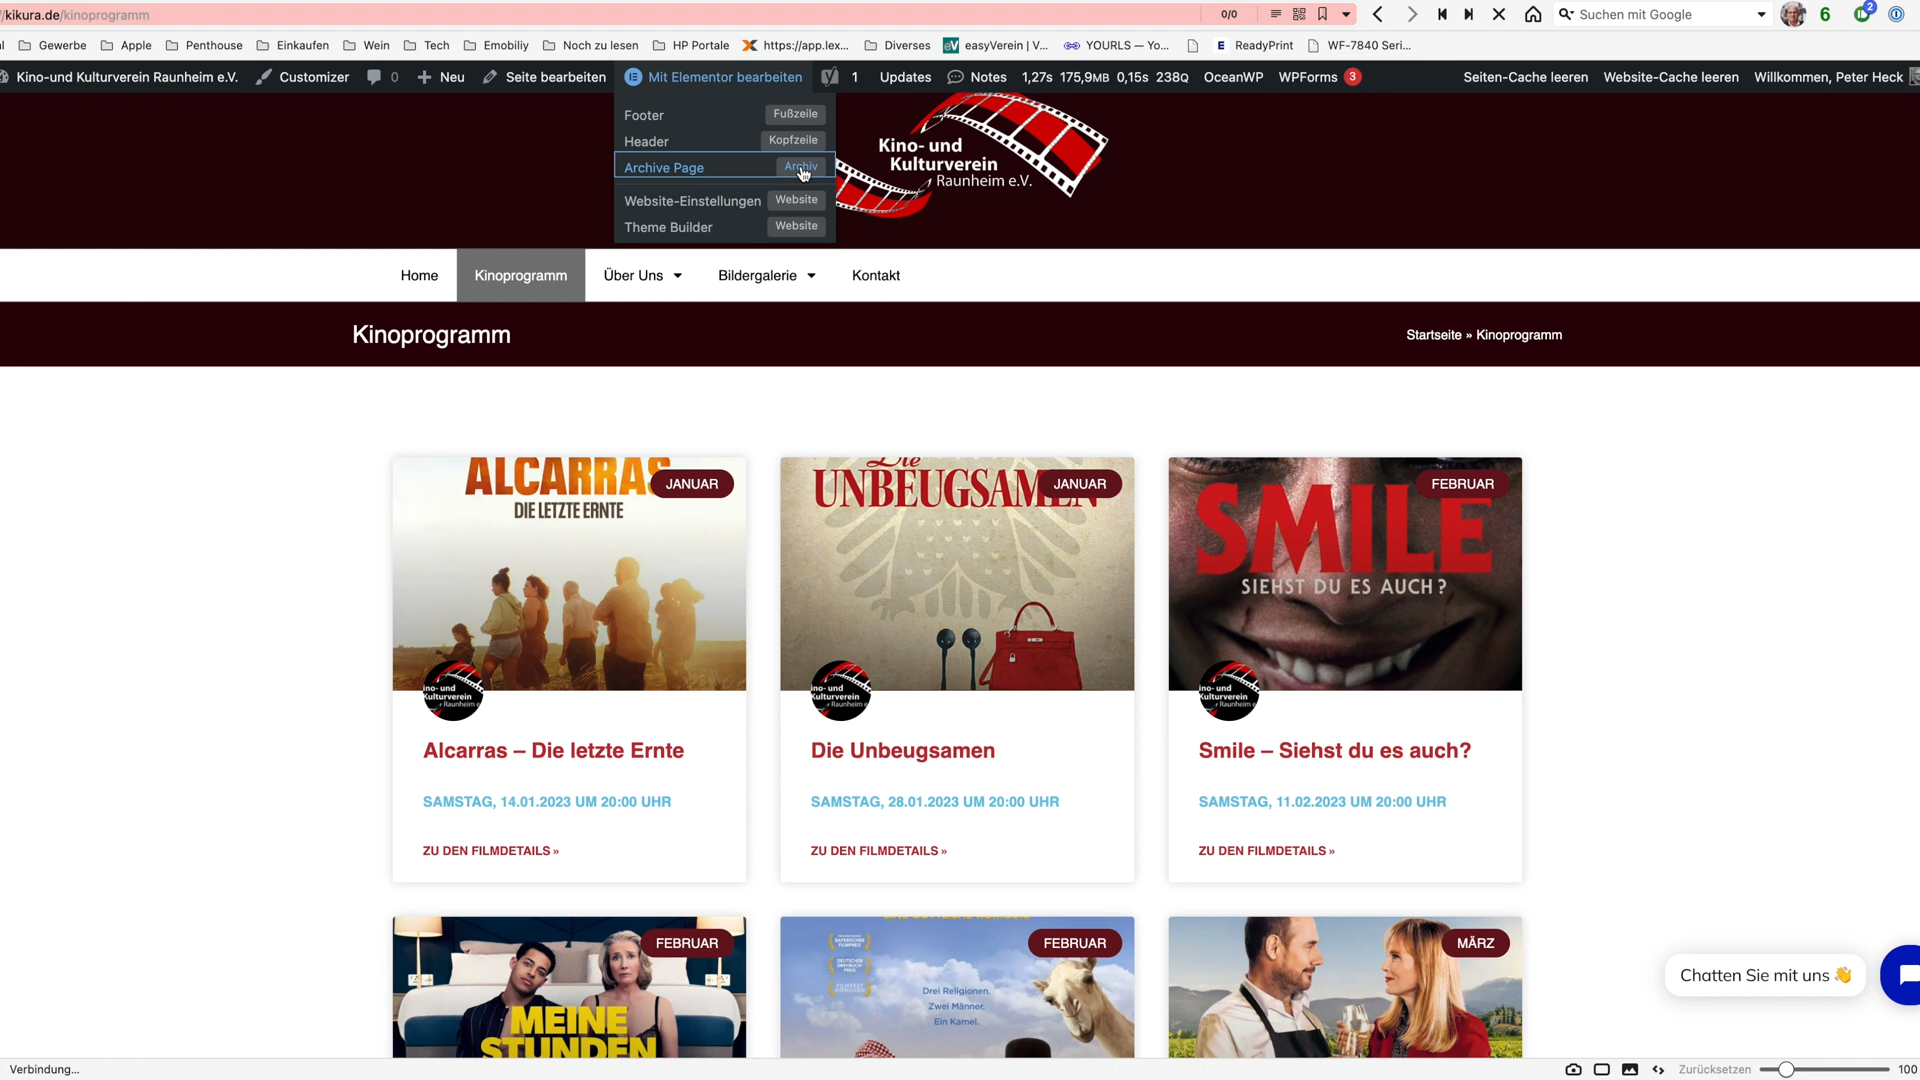 /kikura.de/kinoprogramm
0/0
Suchen mit Google
6
2
Gewerbe
Apple
Penthouse
Einkaufen
Wein
Tech
Emobiliy
Noch zu lesen
HP Portale
https://app.lex...
Diverses
easyVerein | V...
YOURLS — Yo...
ReadyPrint
WF-7840 Seri...
Kino-und Kulturverein Raunheim e.V.
Customizer
0
Neu
Seite bearbeiten
Mit Elementor bearbeiten
1
Updates
Notes
1,27s 175,9MB 0,15s 238Q
OceanWP
WPForms 3
Seiten-Cache leeren
Website-Cache leeren
Willkommen, Peter Heck
Footer Fußzeile
Header Kopfzeile
Archive Page Archiv
Website-Einstellungen Website
Theme Builder Website
Kino- und
Kulturverein
Raunheim e.V.
Home
Kinoprogramm
Über Uns
Bildergalerie
Kontakt
Kinoprogramm
Startseite » Kinoprogramm
ALCARRAS
DIE LETZTE ERNTE
JANUAR
Alcarras – Die letzte Ernte
SAMSTAG, 14.01.2023 UM 20:00 UHR
ZU DEN FILMDETAILS »
Die
UNBEUGSAMEN
JANUAR
Die Unbeugsamen
SAMSTAG, 28.01.2023 UM 20:00 UHR
ZU DEN FILMDETAILS »
SMILE
SIEHST DU ES AUCH?
FEBRUAR
Smile – Siehst du es auch?
SAMSTAG, 11.02.2023 UM 20:00 UHR
ZU DEN FILMDETAILS »
FEBRUAR
MEINE
STUNDEN
FEBRUAR
Drei Religionen.
Zwei Männer.
Ein Kamel.
MÄRZ
Chatten Sie mit uns 👋
Verbindung...
Zurücksetzen
100